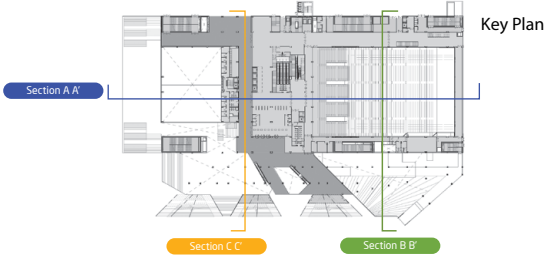 Key Plan
Section A A'
Section C C'
Section B B'